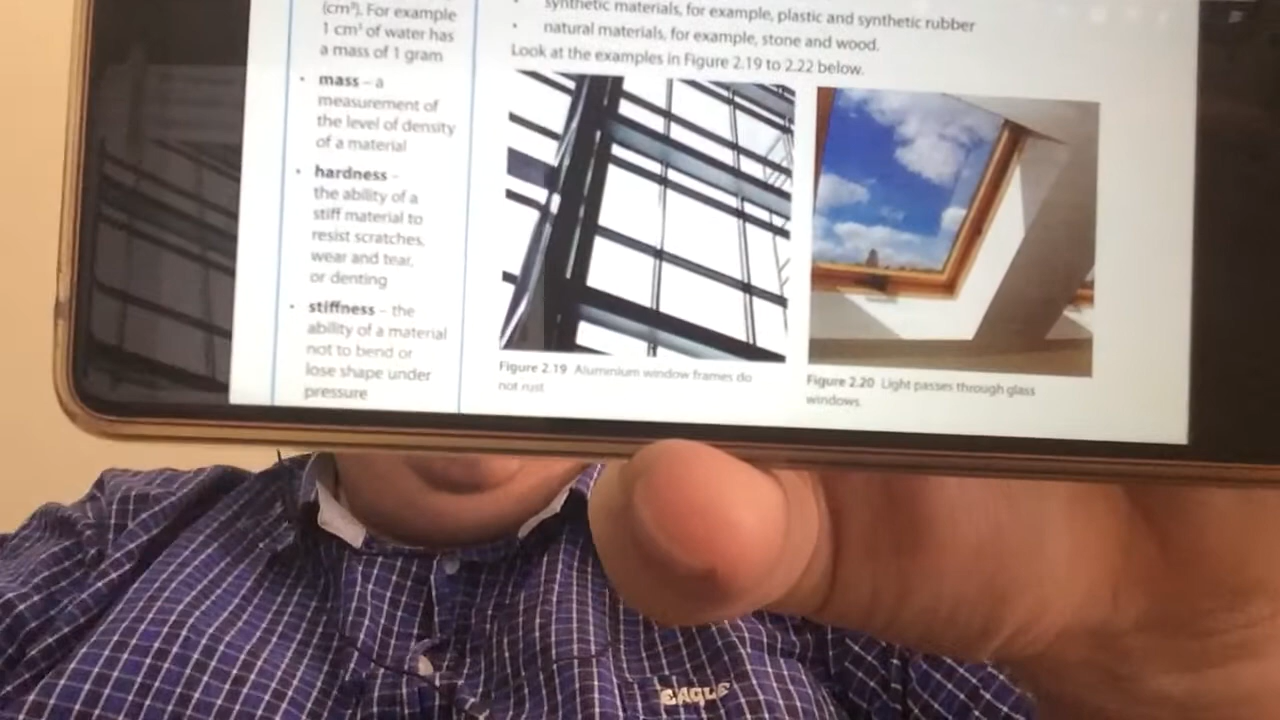 (cm³). For example
1 cm³ of water has
a mass of 1 gram
• mass – a
measurement of
the level of density
of a material
• hardness –
the ability of a
stiff material to
resist scratches,
wear and tear,
or denting
• stiffness – the
ability of a material
not to bend or
lose shape under
pressure
• synthetic materials, for example, plastic and synthetic rubber
• natural materials, for example, stone and wood.
Look at the examples in Figure 2.19 to 2.22 below.
Figure 2.19 Aluminium window frames do
not rust
Figure 2.20 Light passes through glass
windows.
EAGLE